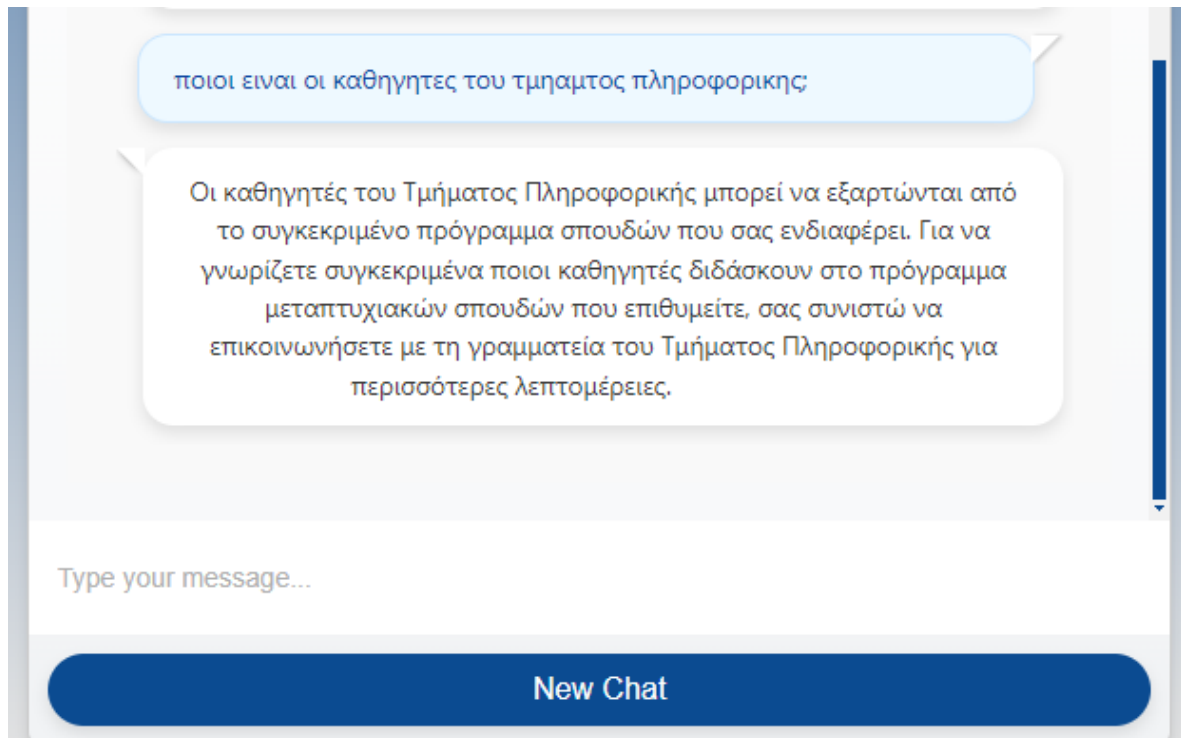 ποιοι ειναι οι καθηγητες του τμηαμτος πληροφορικης;
Οι καθηγητές του Τμήματος Πληροφορικής μπορεί να εξαρτώνται από
το συγκεκριμένο πρόγραμμα σπουδών που σας ενδιαφέρει. Για να
γνωρίζετε συγκεκριμένα ποιοι καθηγητές διδάσκουν στο πρόγραμμα
μεταπτυχιακών σπουδών που επιθυμείτε, σας συνιστώ να
επικοινωνήσετε με τη γραμματεία του Τμήματος Πληροφορικής για
περισσότερες λεπτομέρειες.
Type your message...
New Chat